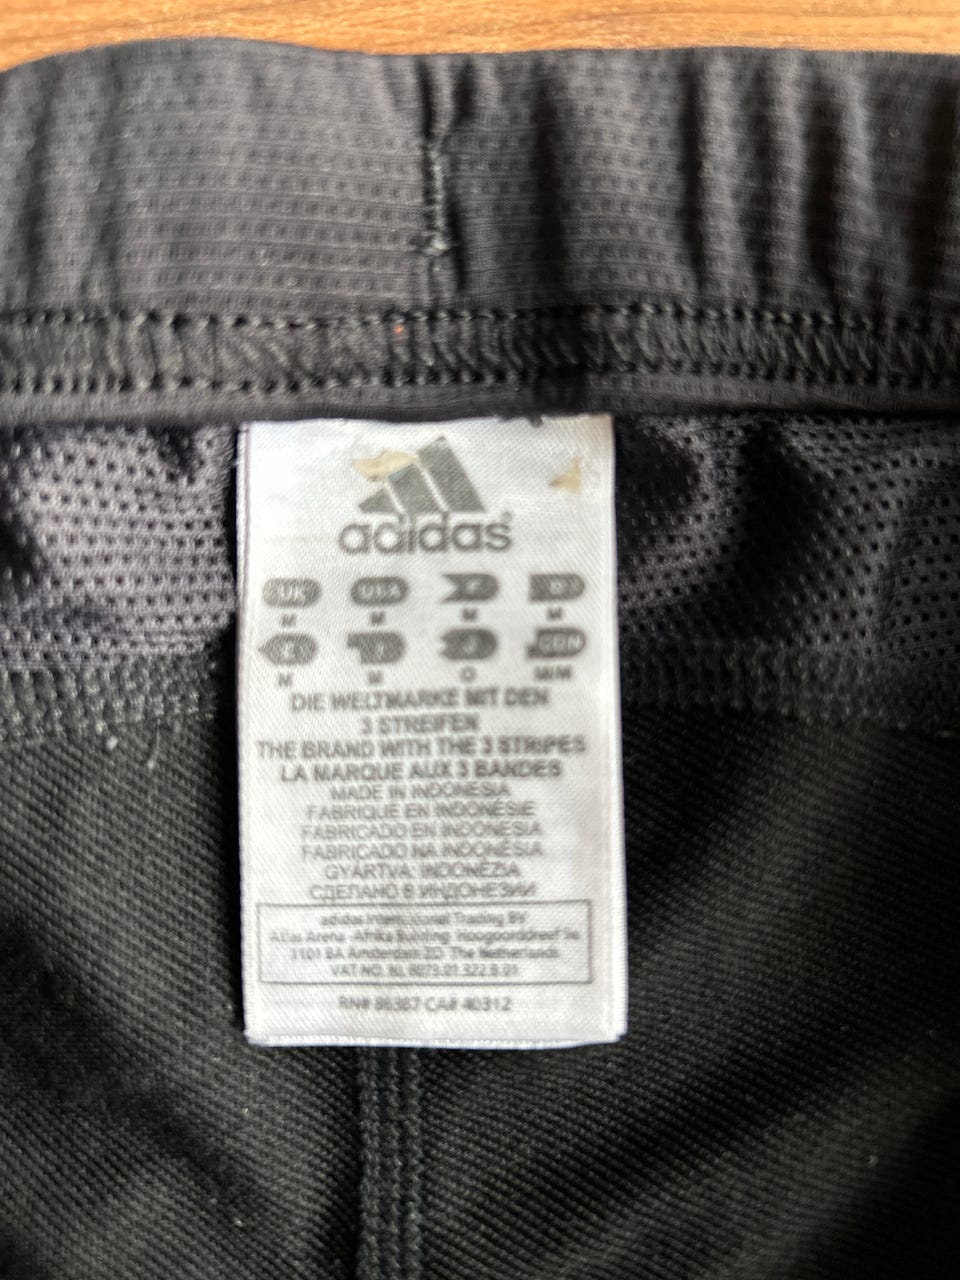 adidas
UK USA F D
M M M M
E I J CDN
M M O M/M
DIE WELTMARKE MIT DEN
3 STREIFEN
THE BRAND WITH THE 3 STRIPES
LA MARQUE AUX 3 BANDES
MADE IN INDONESIA
FABRIQUE EN INDONÉSIE
FABRICADO EN INDONESIA
FABRICADO NA INDONÉSIA
GYÁRTVA: INDONÉZIA
СДЕЛАНО В ИНДОНЕЗИИ
adidas International Trading BV
Atlas Arena Afrika Building Hoogoorddreef 9a
1101 BA Amsterdam ZO The Netherlands
VAT NO. NL 8073.01.322.B.01
RN# 88387 CA# 40312